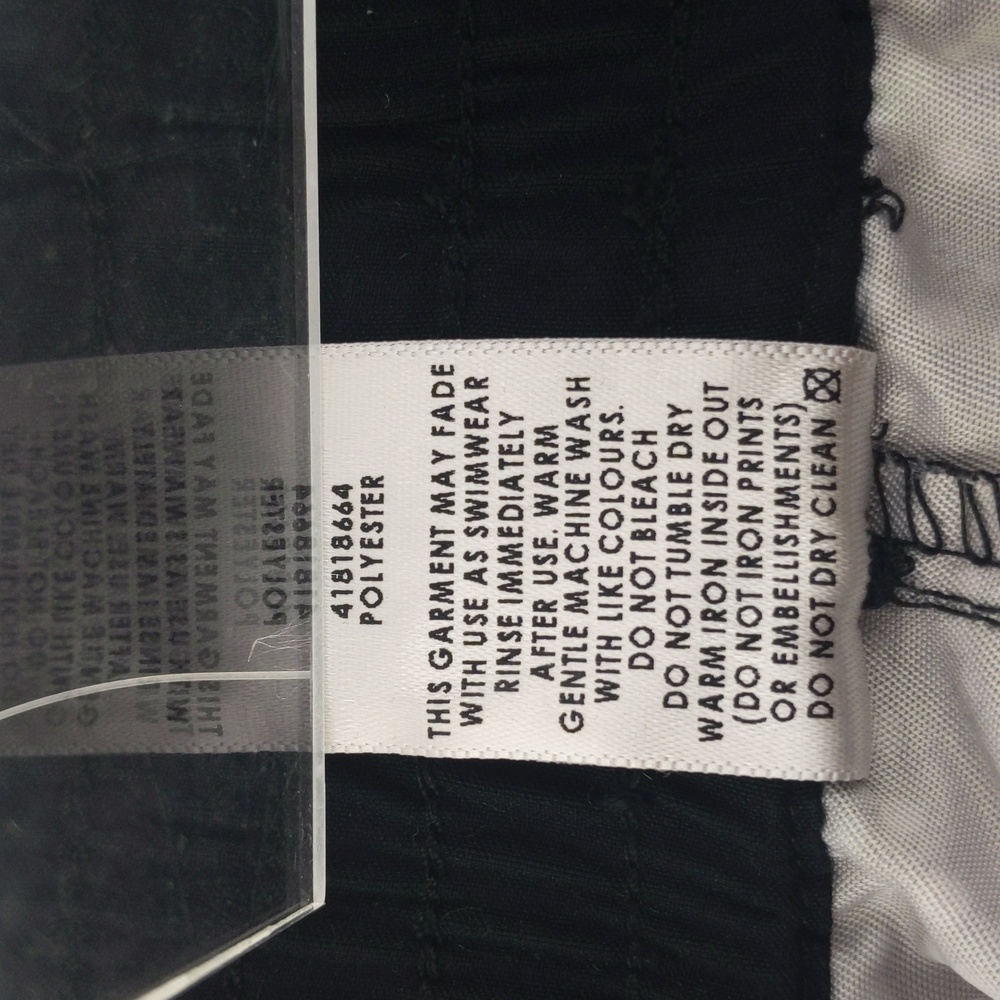 41818664
POLYESTER
THIS GARMENT MAY FADE
WITH USE AS SWIMWEAR
RINSE IMMEDIATELY
AFTER USE. WARM
GENTLE MACHINE WASH
WITH LIKE COLOURS.
DO NOT BLEACH
DO NOT TUMBLE DRY
WARM IRON INSIDE OUT
(DO NOT IRON PRINTS
OR EMBELLISHMENTS)
DO NOT DRY CLEAN